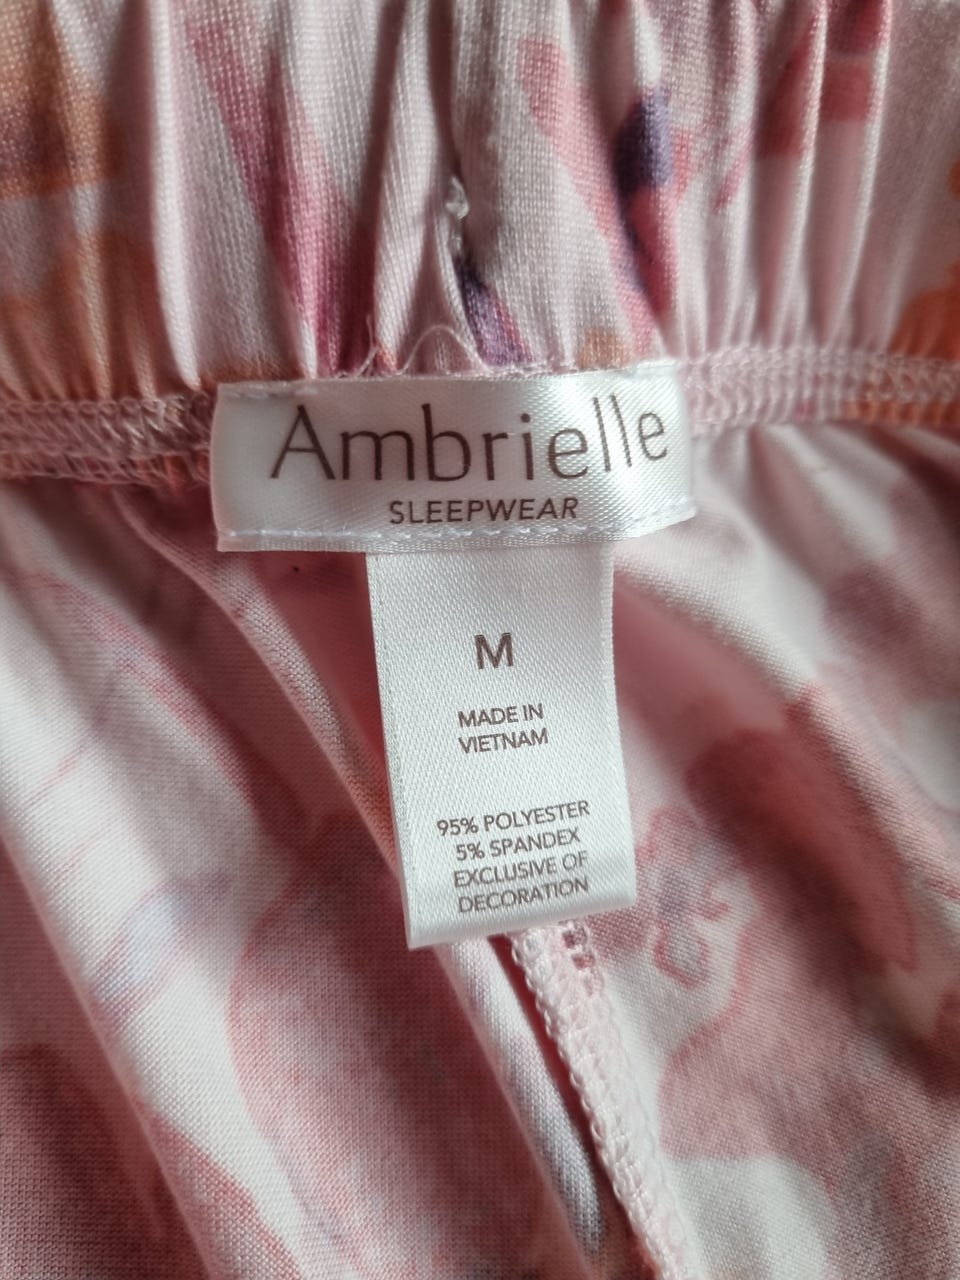 Ambrielle
SLEEPWEAR
M
MADE IN
VIETNAM
95% POLYESTER
5% SPANDEX
EXCLUSIVE OF
DECORATION